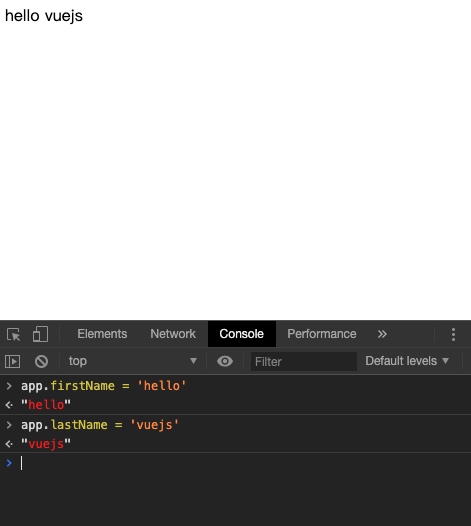 hello vuejs
Elements Network Console Performance »
top ▼ Filter Default levels ▼
> app.firstName = 'hello'
<· "hello"
> app.lastName = 'vuejs'
<· "vuejs"
>